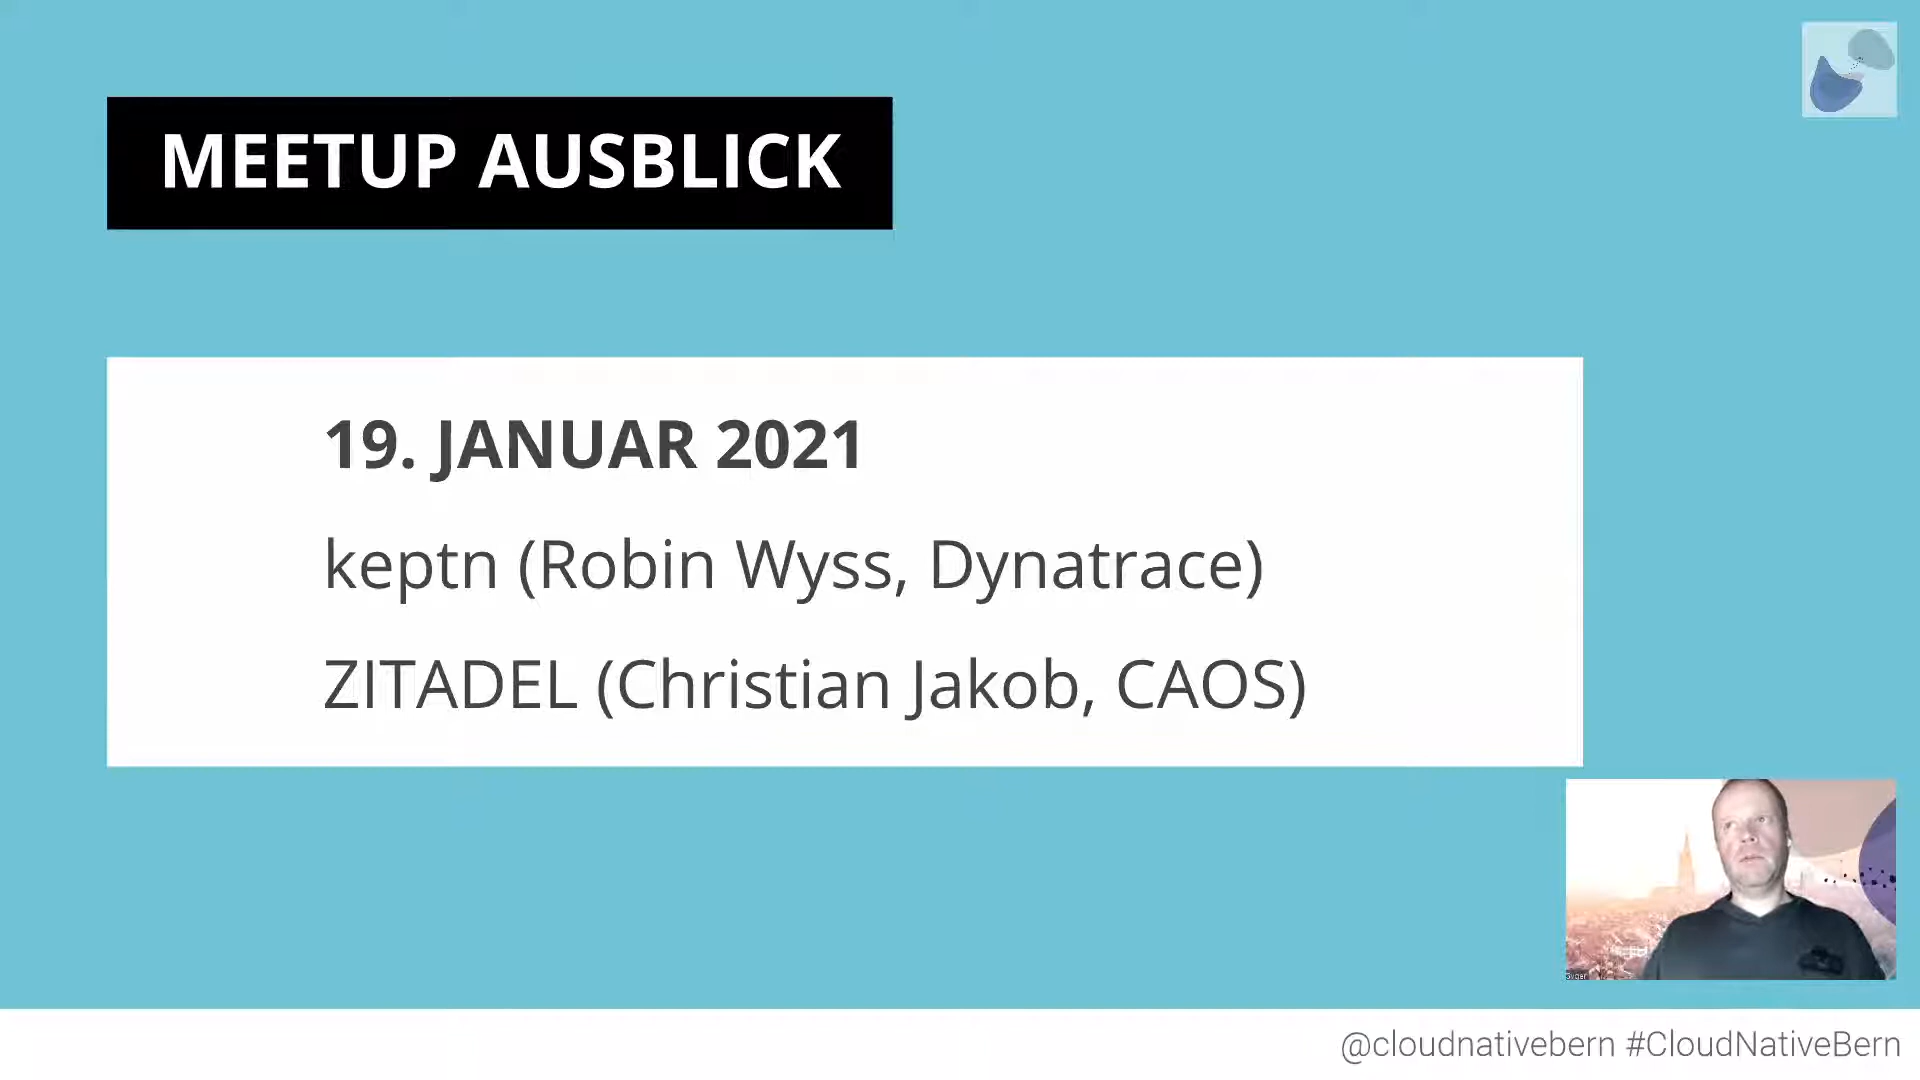 MEETUP AUSBLICK
19. JANUAR 2021
keptn (Robin Wyss, Dynatrace)
ZITADEL (Christian Jakob, CAOS)
@cloudnativebern #CloudNativeBern